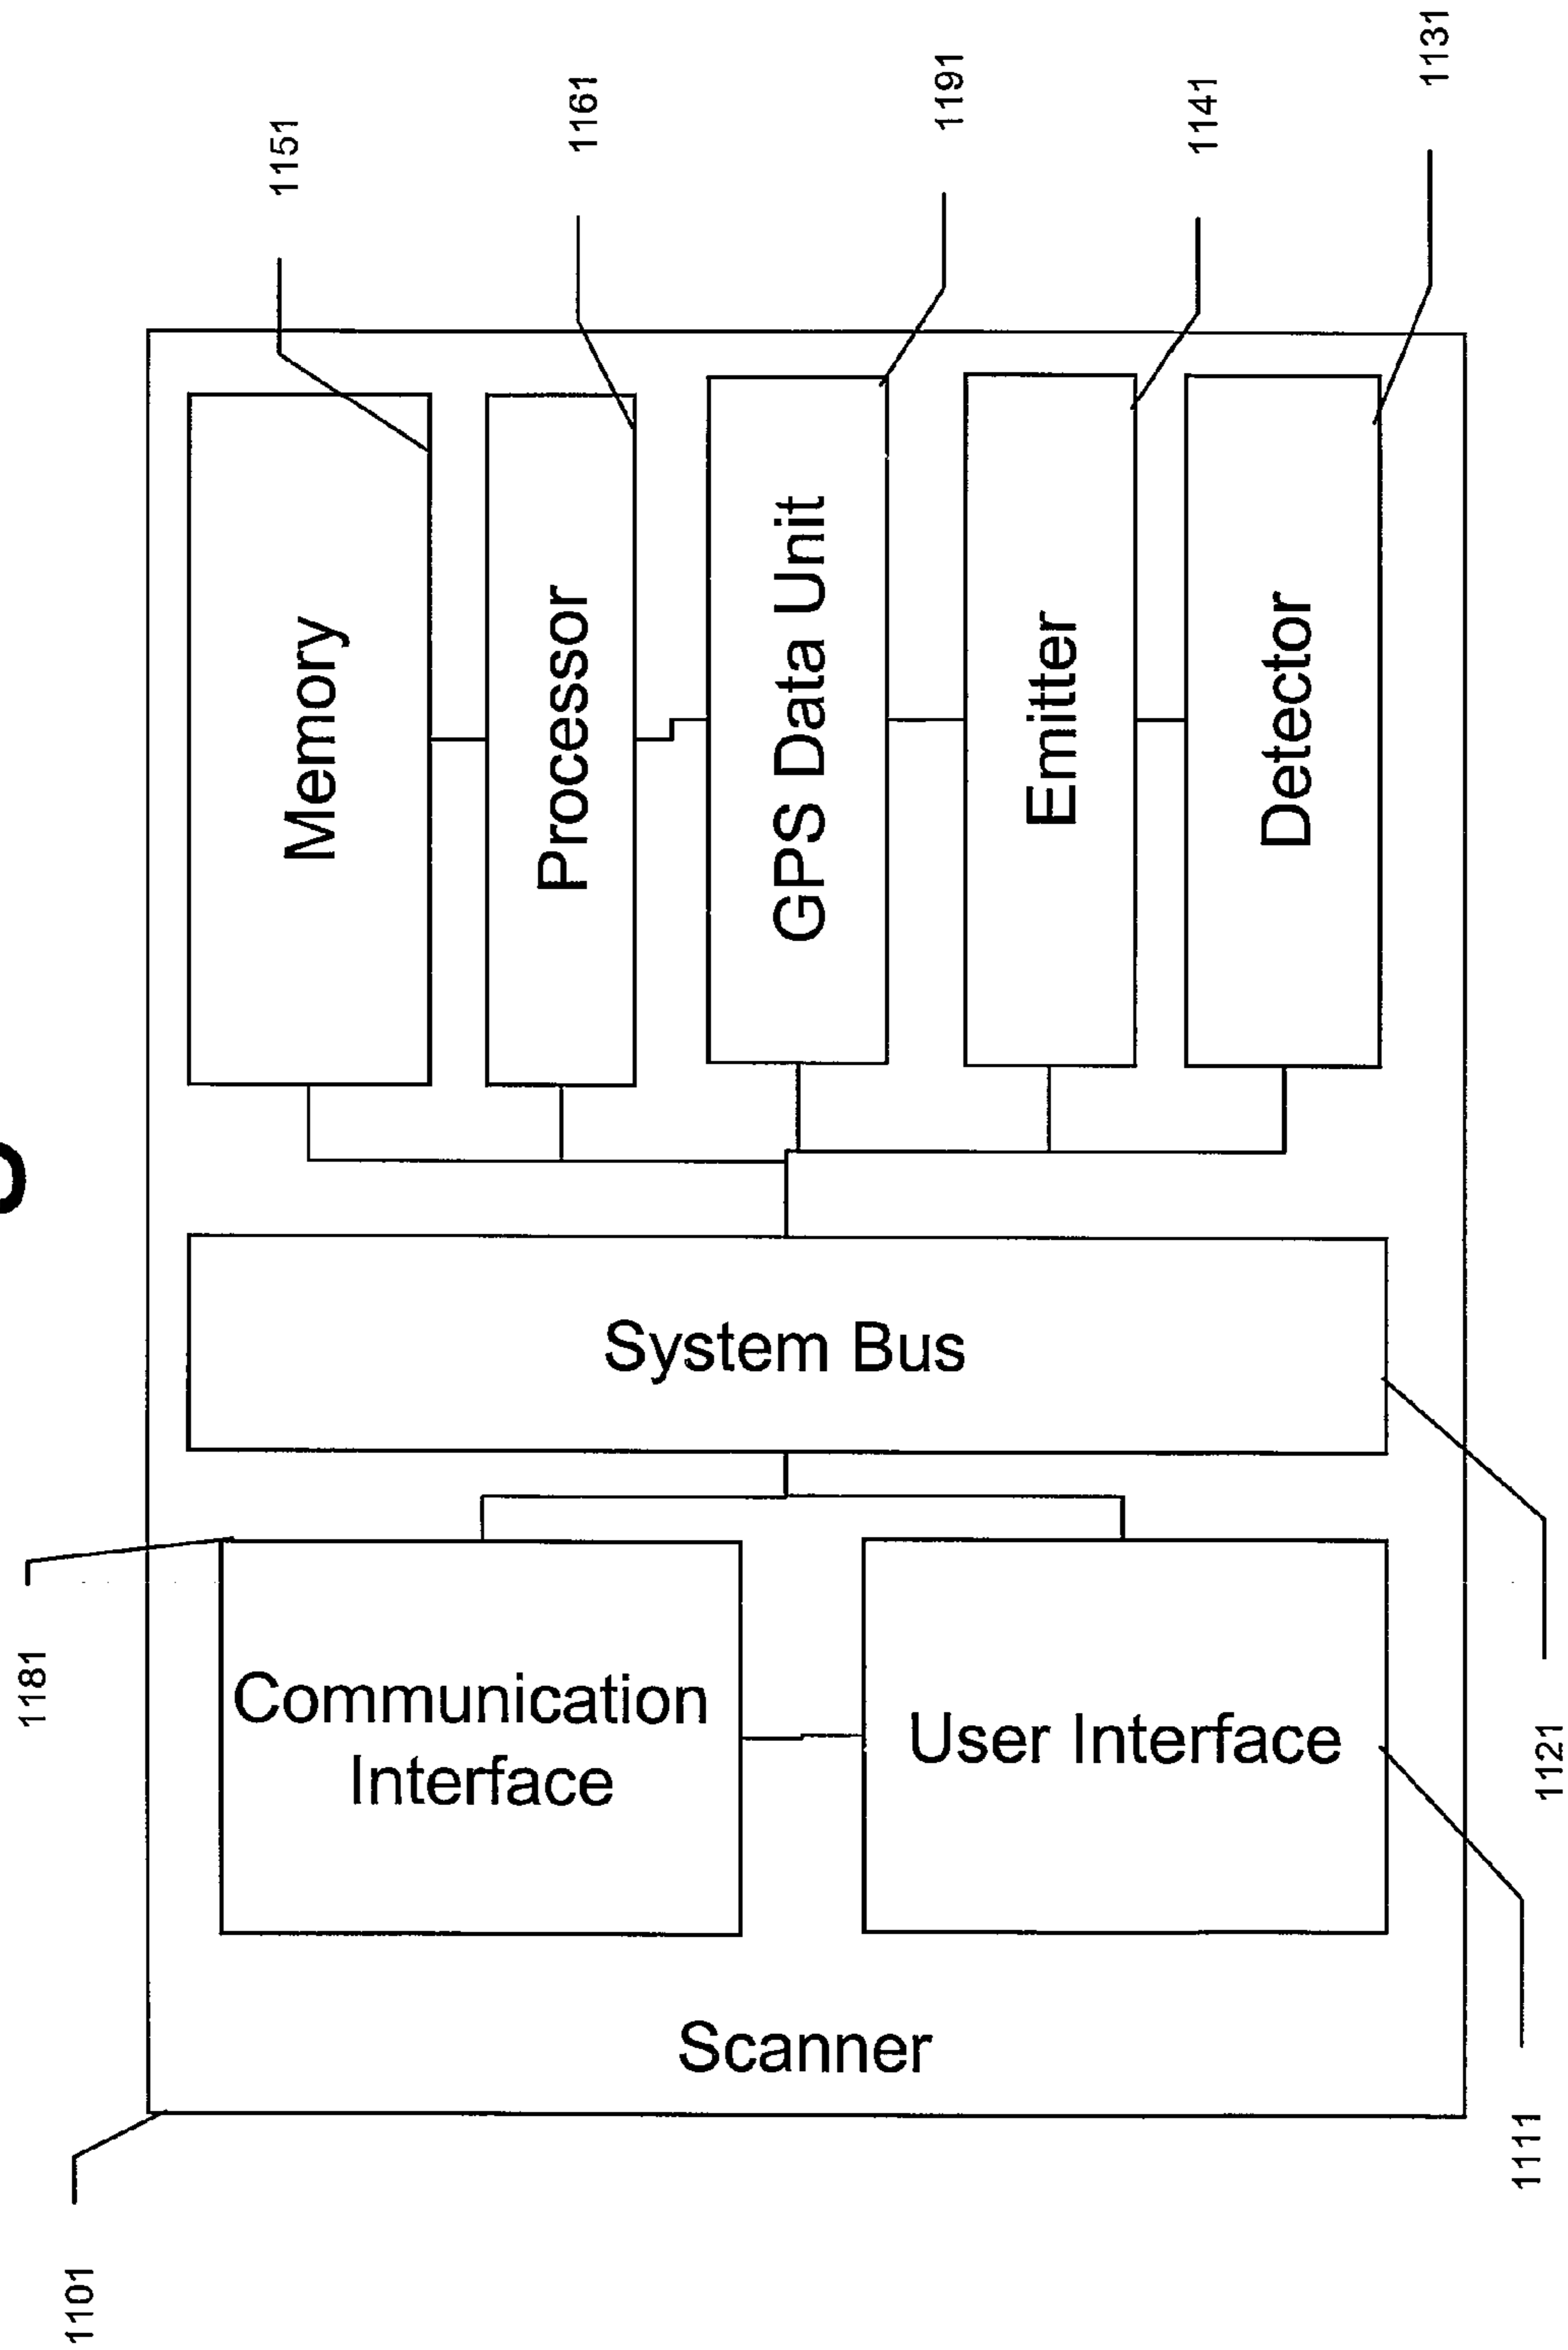 1101
Scanner
1181
Communication
Interface
User Interface
1111
System Bus
1121
Memory
1151
Processor
1161
GPS Data Unit
1191
Emitter
1141
Detector
1131